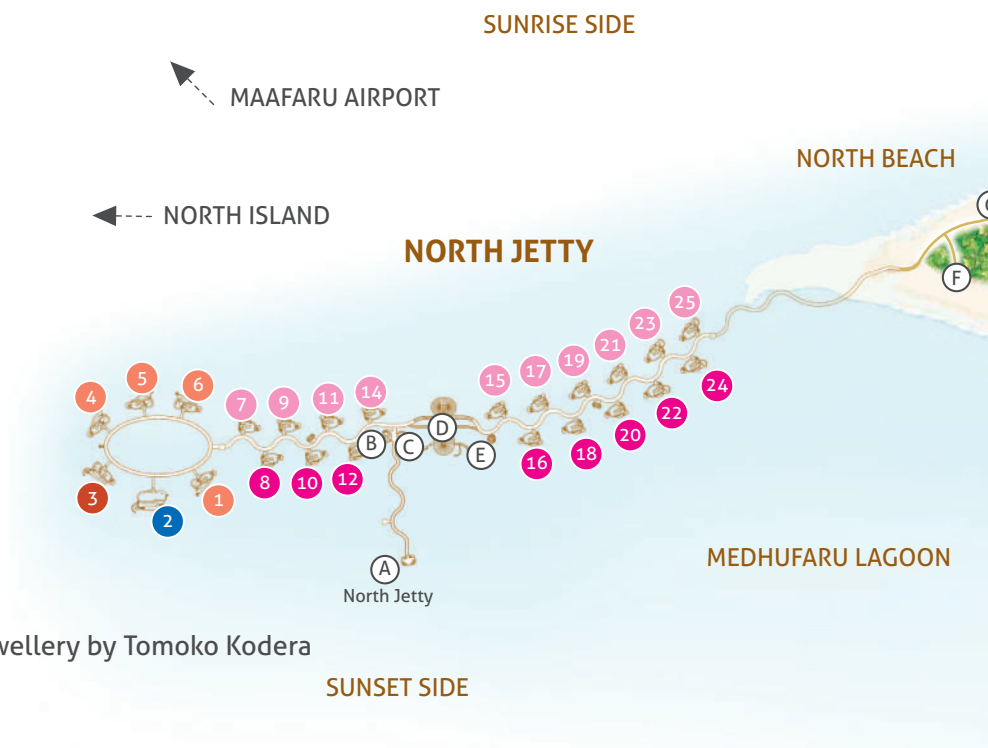 SUNRISE SIDE
MAAFARU AIRPORT
NORTH BEACH
NORTH ISLAND
NORTH JETTY
F
25
23
21
19
17
15
5
6
4
7
9
11
14
24
22
20
18
16
B
C
D
E
8
10
12
3
1
2
A
North Jetty
MEDHUFARU LAGOON
wellery by Tomoko Kodera
SUNSET SIDE